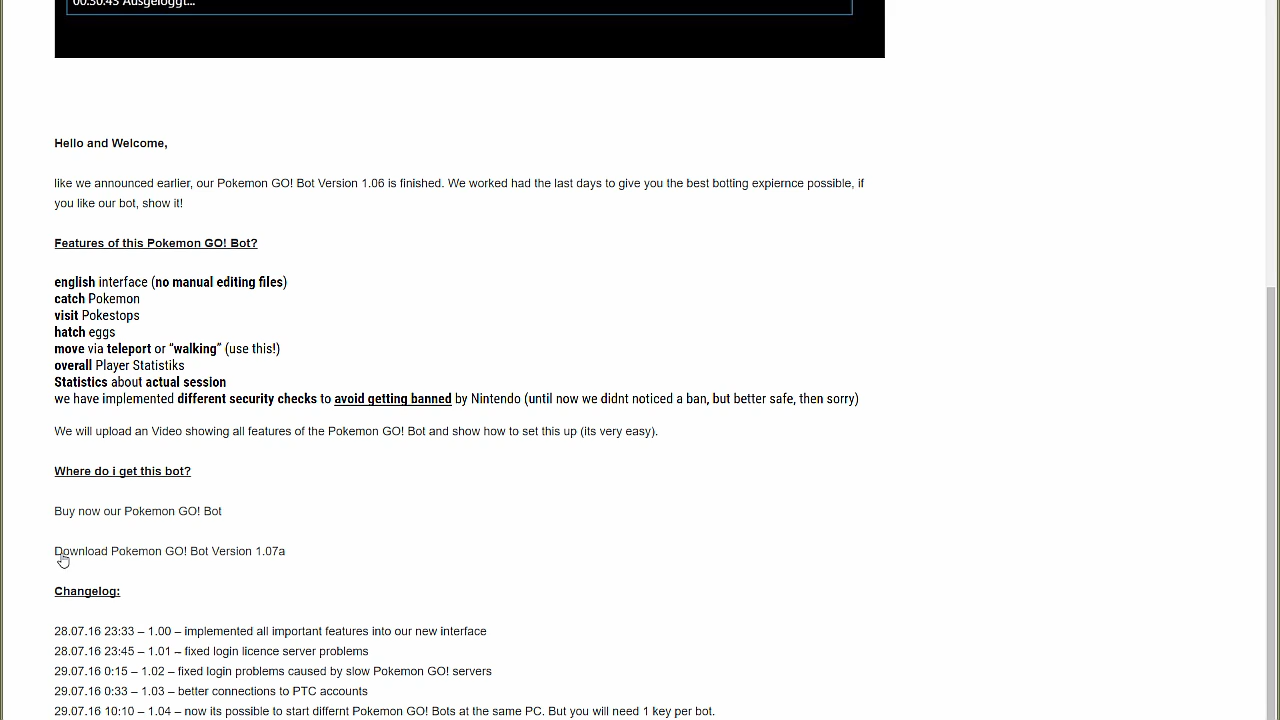 00:30:43 Ausgeloggt...
Hello and Welcome,
like we announced earlier, our Pokemon GO! Bot Version 1.06 is finished. We worked had the last days to give you the best botting expiernce possible, if
you like our bot, show it!
Features of this Pokemon GO! Bot?
english interface (no manual editing files)
catch Pokemon
visit Pokestops
hatch eggs
move via teleport or “walking” (use this!)
overall Player Statistiks
Statistics about actual session
we have implemented different security checks to avoid getting banned by Nintendo (until now we didnt noticed a ban, but better safe, then sorry)
We will upload an Video showing all features of the Pokemon GO! Bot and show how to set this up (its very easy).
Where do i get this bot?
Buy now our Pokemon GO! Bot
Download Pokemon GO! Bot Version 1.07a
Changelog:
28.07.16 23:33 – 1.00 – implemented all important features into our new interface
28.07.16 23:45 – 1.01 – fixed login licence server problems
29.07.16 0:15 – 1.02 – fixed login problems caused by slow Pokemon GO! servers
29.07.16 0:33 – 1.03 – better connections to PTC accounts
29.07.16 10:10 – 1.04 – now its possible to start differnt Pokemon GO! Bots at the same PC. But you will need 1 key per bot.